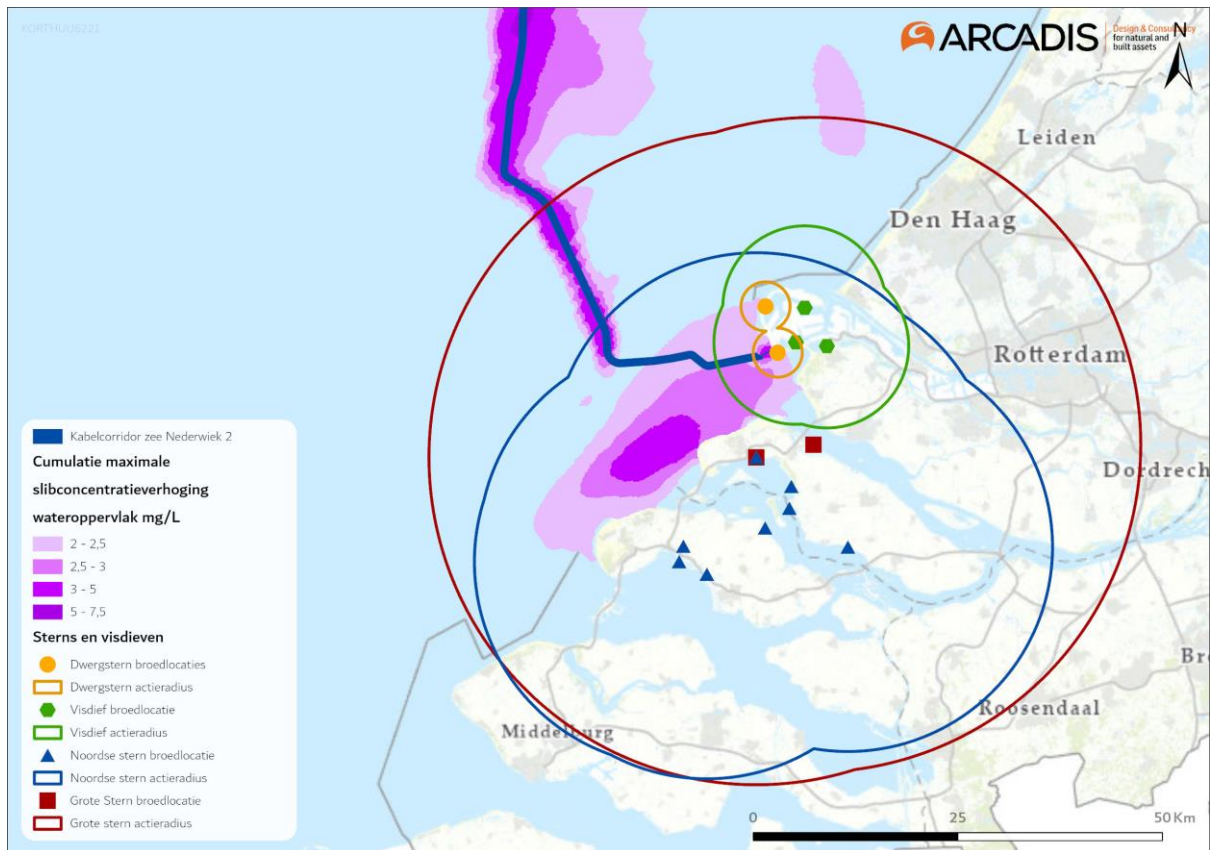 KORTHUU6221
ARCADIS
Design & Consultancy
for natural and
built assets
N
Leiden
Den Haag
Rotterdam
Dordrech
Bre
Roosendaal
Middelburg
Kabelcorridor zee Nederwiek 2
Cumulatie maximale
slibconcentratieverhoging
wateroppervlak mg/L
2 - 2,5
2,5 - 3
3 - 5
5 - 7,5
Sterns en visdieven
Dwergstern broedlocaties
Dwergstern actieradius
Visdief broedlocatie
Visdief actieradius
Noordse stern broedlocatie
Noordse stern actieradius
Grote Stern broedlocatie
Grote stern actieradius
0 25 50 Km